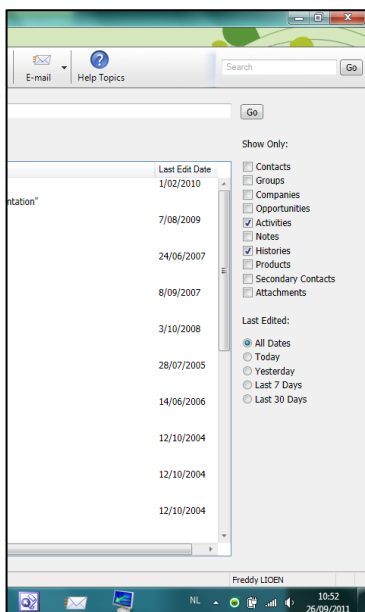 E-mail
Help Topics
Search
Go
Go
Show Only:
Last Edit Date
Contacts
1/02/2010
Groups
Companies
ntation"
Opportunities
7/08/2009
Activities
Notes
24/06/2007
Histories
Products
Secondary Contacts
8/09/2007
Attachments
Last Edited:
3/10/2008
All Dates
Today
28/07/2005
Yesterday
Last 7 Days
14/06/2006
Last 30 Days
12/10/2004
12/10/2004
12/10/2004
Freddy LIOEN
NL
10:52
26/09/2011